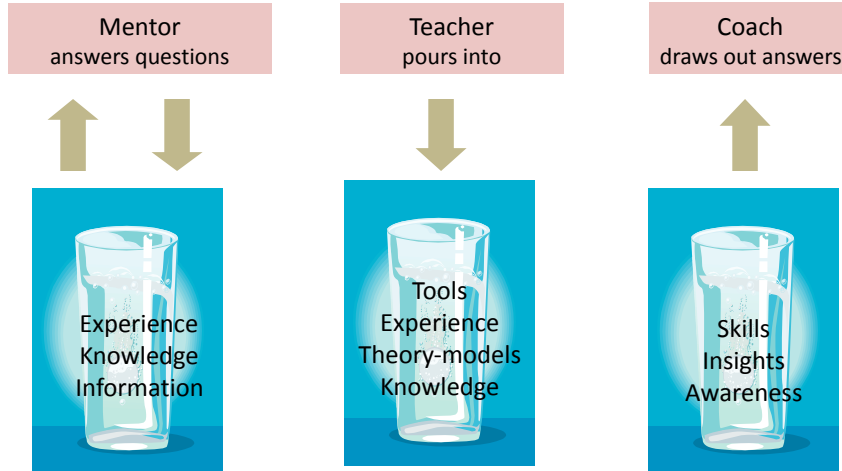 Mentor
answers questions
Teacher
pours into
Coach
draws out answers
Experience
Knowledge
Information
Tools
Experience
Theory-models
Knowledge
Skills
Insights
Awareness